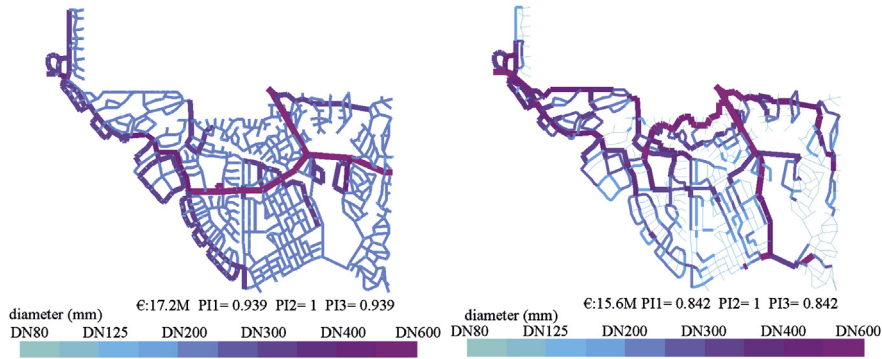 €:17.2M PI1= 0.939 PI2= 1 PI3= 0.939
diameter (mm)
DN80 DN125 DN200 DN300 DN400 DN600
€:15.6M PI1= 0.842 PI2= 1 PI3= 0.842
diameter (mm)
DN80 DN125 DN200 DN300 DN400 DN600